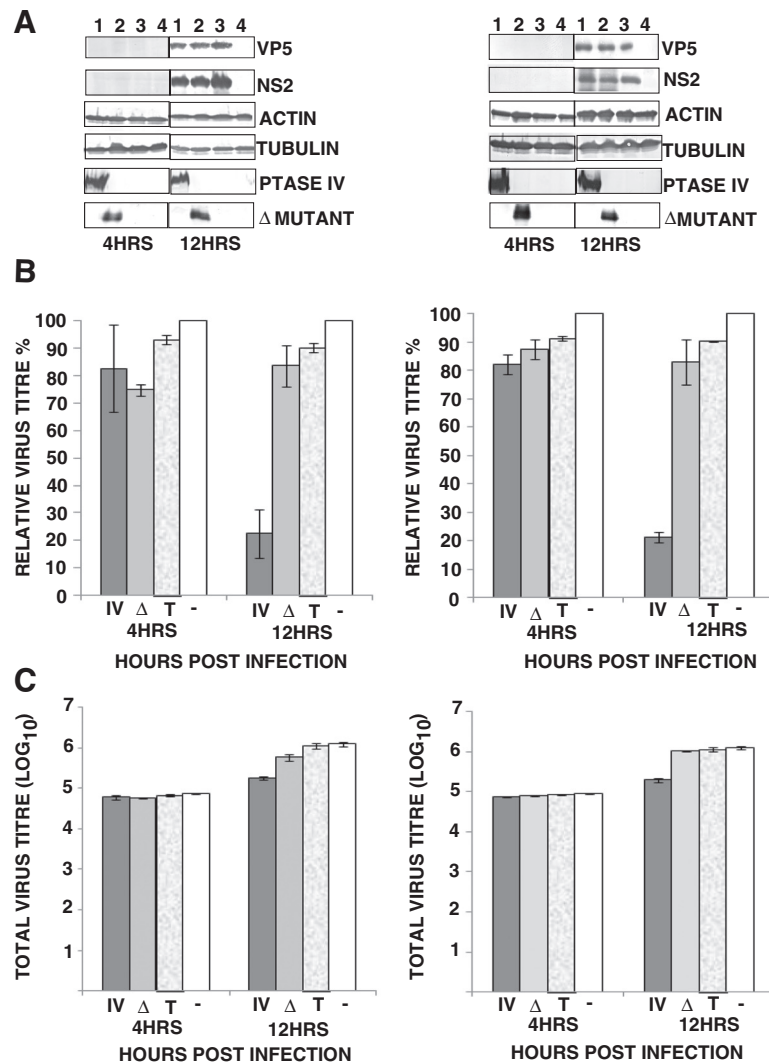 A
1 2 3 4 1 2 3 4
VP5
NS2
ACTIN
TUBULIN
PTASE IV
Δ MUTANT
4HRS 12HRS
1 2 3 4 1 2 3 4
VP5
NS2
ACTIN
TUBULIN
PTASE IV
ΔMUTANT
4HRS 12HRS
B
RELATIVE VIRUS TITRE %
100
90
80
70
60
50
40
30
20
10
0
IV Δ T - IV Δ T -
4HRS 12HRS
HOURS POST INFECTION
RELATIVE VIRUS TITRE %
100
90
80
90
80
50
40
30
20
10
0
IV Δ T - IV Δ T -
4HRS 12HRS
HOURS POST INFECTION
C
TOTAL VIRUS TITRE (LOG10)
7
6
5
4
3
2
1
IV Δ T - IV Δ T -
4HRS 12HRS
HOURS POST INFECTION
TOTAL VIRUS TITRE (LOG10)
7
6
5
4
3
2
1
IV Δ T - IV Δ T -
4HRS 12HRS
HOURS POST INFECTION